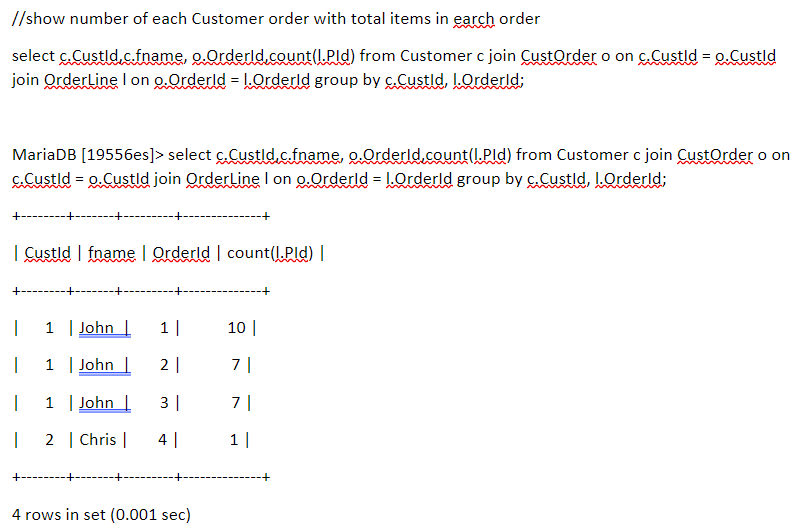 //show number of each Customer order with total items in earch order
select c.CustId,c.fname, o.OrderId,count(l.PId) from Customer c join CustOrder o on c.CustId = o.CustId
join OrderLine l on o.OrderId = l.OrderId group by c.CustId, l.OrderId;
MariaDB [19556es]> select c.CustId,c.fname, o.OrderId,count(l.PId) from Customer c join CustOrder o on
c.CustId = o.CustId join OrderLine l on o.OrderId = l.OrderId group by c.CustId, l.OrderId;
+--------+-------+---------+--------------+
| CustId | fname | OrderId | count(l.PId) |
+--------+-------+---------+--------------+
| 1 | John | 1 | 10 |
| 1 | John | 2 | 7 |
| 1 | John | 3 | 7 |
| 2 | Chris | 4 | 1 |
+--------+-------+---------+--------------+
4 rows in set (0.001 sec)